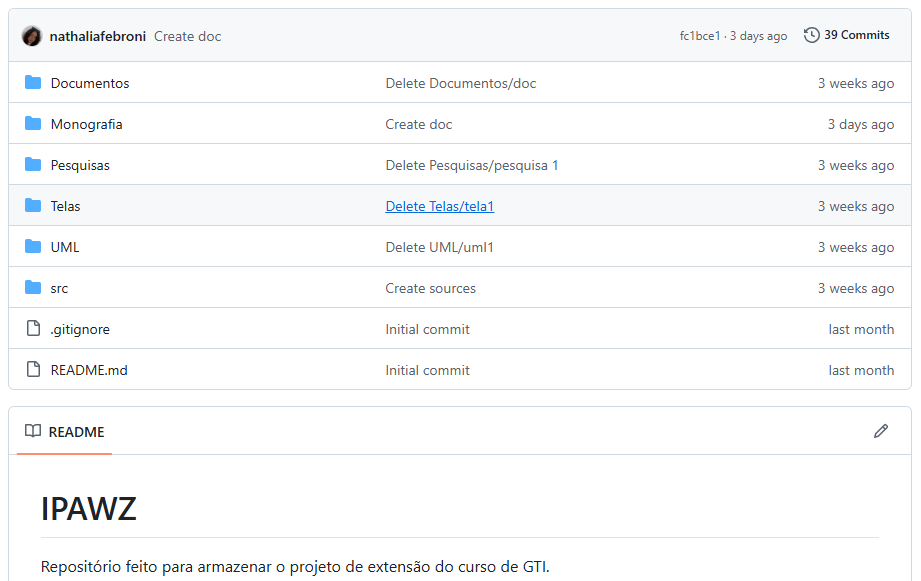 nathaliafebroni Create doc fc1bce1 · 3 days ago 39 Commits
Documentos Delete Documentos/doc 3 weeks ago
Monografia Create doc 3 days ago
Pesquisas Delete Pesquisas/pesquisa 1 3 weeks ago
Telas Delete Telas/tela1 3 weeks ago
UML Delete UML/uml1 3 weeks ago
src Create sources 3 weeks ago
.gitignore Initial commit last month
README.md Initial commit last month
README
IPAWZ
Repositório feito para armazenar o projeto de extensão do curso de GTI.